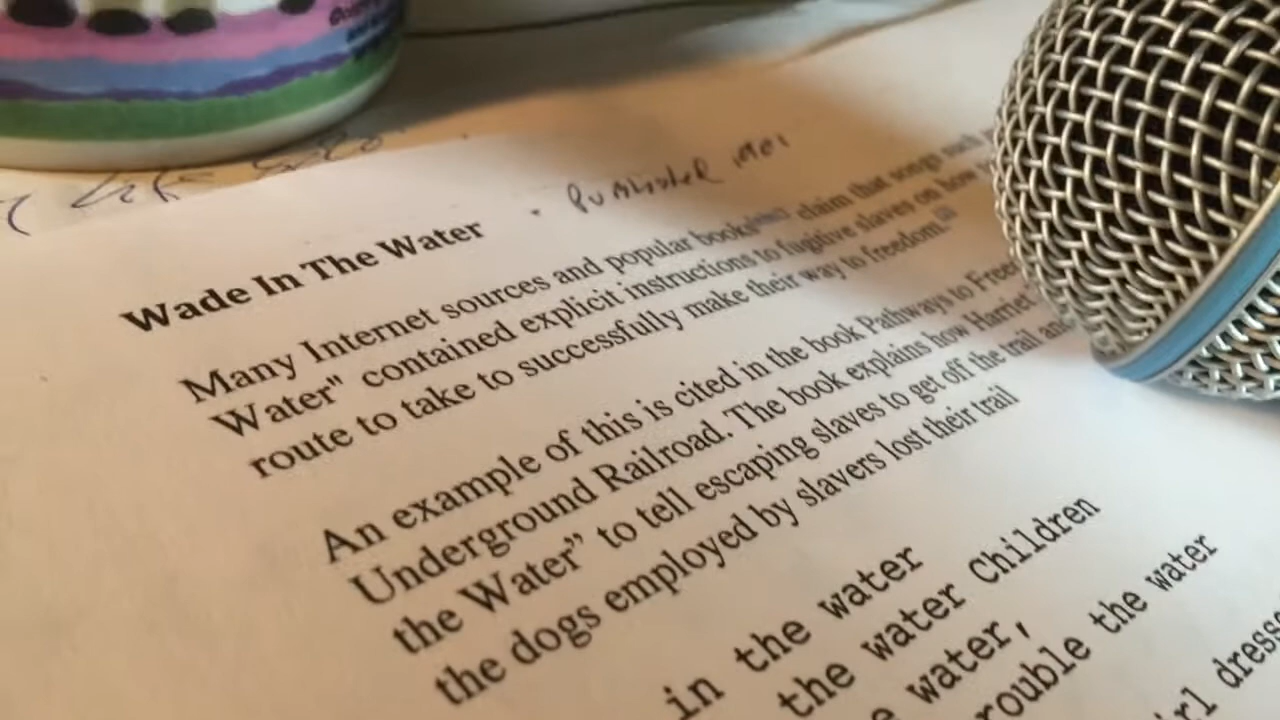 Wade In The Water
Many Internet sources and popular books claim that songs such
Water" contained explicit instructions to fugitive slaves on how
route to take to successfully make their way to freedom.
An example of this is cited in the book Pathways to Free
Underground Railroad. The book explains how Harriet
the Water” to tell escaping slaves to get off the trail and
the dogs employed by slavers lost their trail
in the water
the water Children
e water,
rouble the water
rl dress